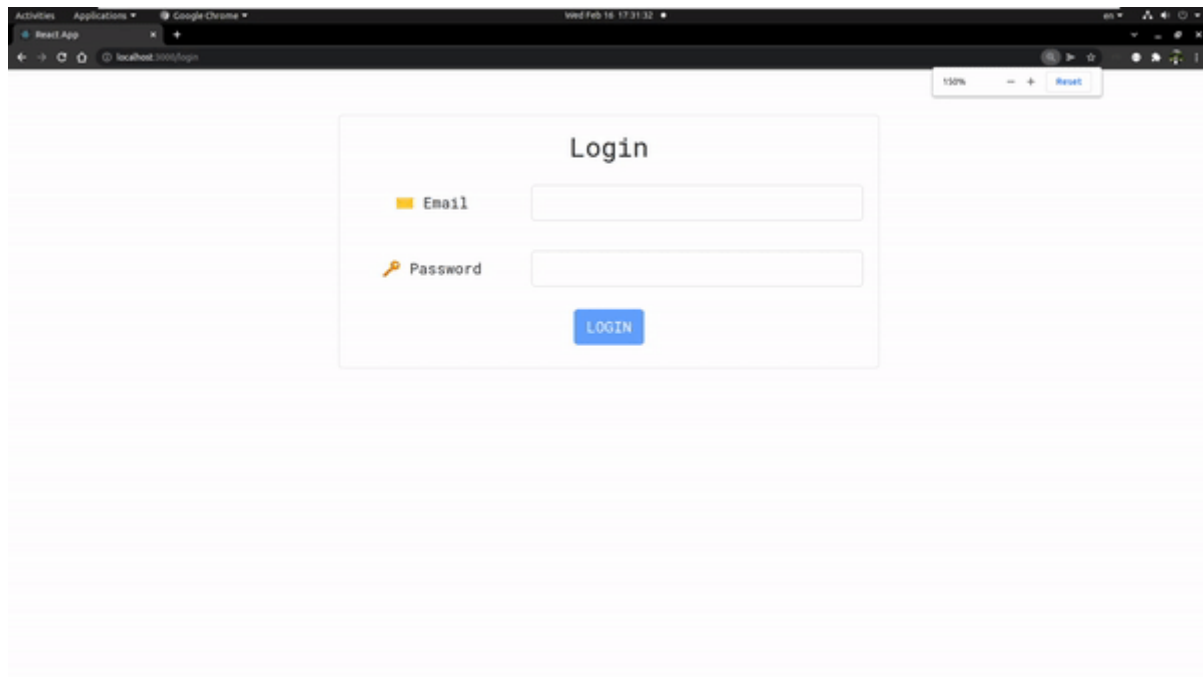 Activities Applications Google Chrome Wed Feb 16 17:31:32 en
React App
localhost:3000/login
150% Reset
Login
Email
Password
LOGIN